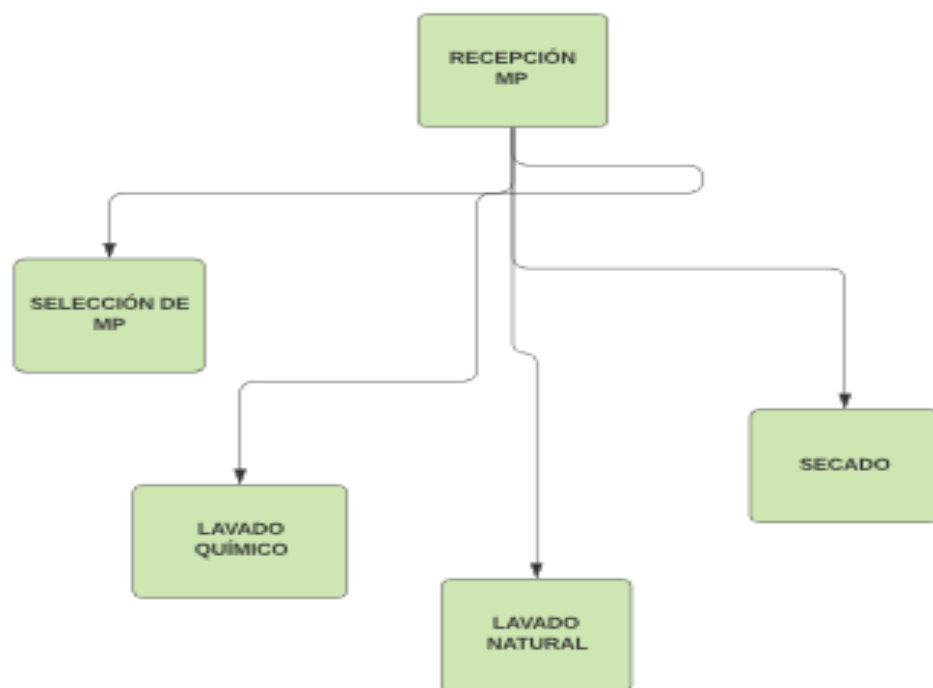 RECEPCIÓN
MP
SELECCIÓN DE
MP
SECADO
LAVADO
QUÍMICO
LAVADO
NATURAL